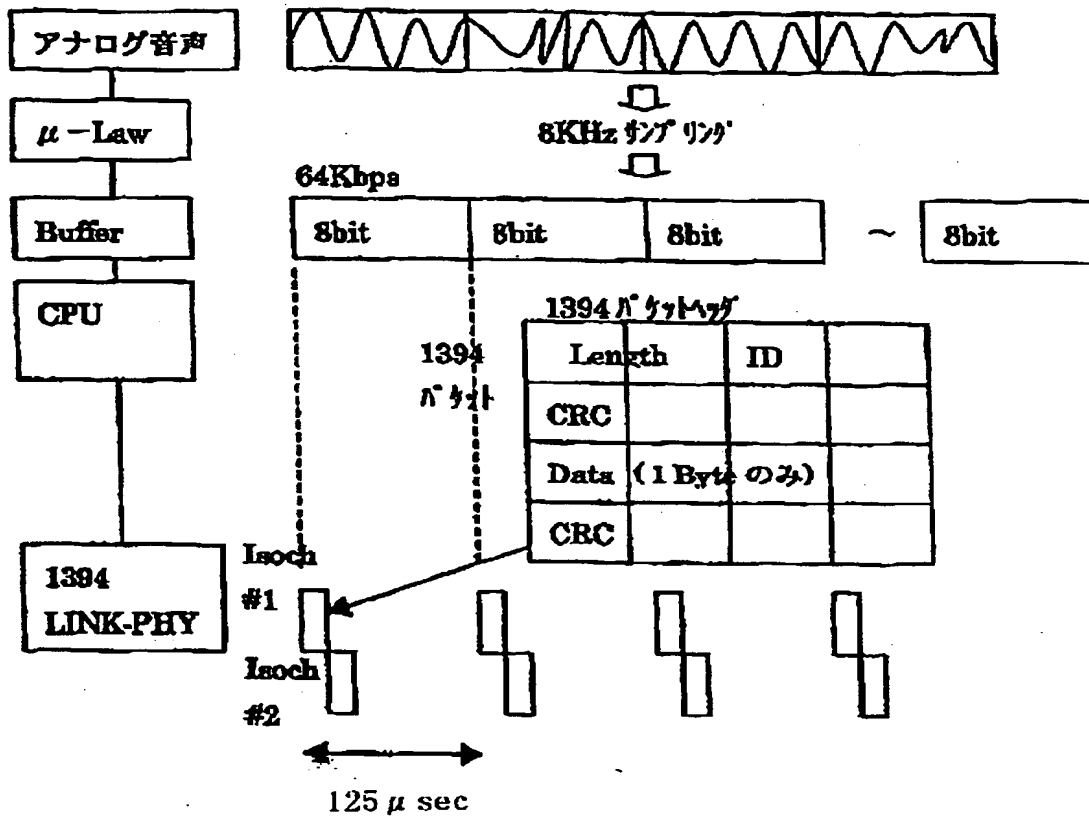 アナログ音声
μ-Law
8KHz ｻﾝﾌﾟﾘﾝｸﾞ
64Kbps
Buffer
8bit
8bit
8bit
～
8bit
CPU
1394 ﾊﾟｹｯﾄﾍｯﾀﾞ
1394
ﾊﾟｹｯﾄ
Length
ID
CRC
Data (1 Byte のみ)
CRC
1394
LINK-PHY
Isoch
#1
Isoch
#2
125 μ sec